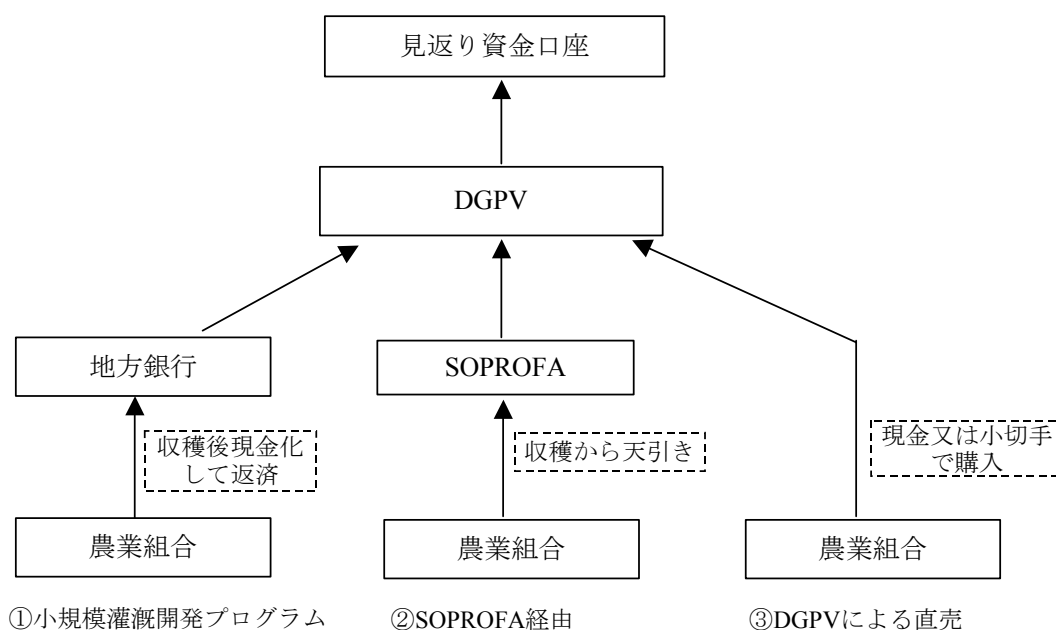 見返り資金口座
DGPV
地方銀行
SOPROFA
収穫後現金化
して返済
収穫から天引き
現金又は小切手
で購入
農業組合
農業組合
農業組合
①小規模灌漑開発プログラム
②SOPROFA経由
③DGPVによる直売